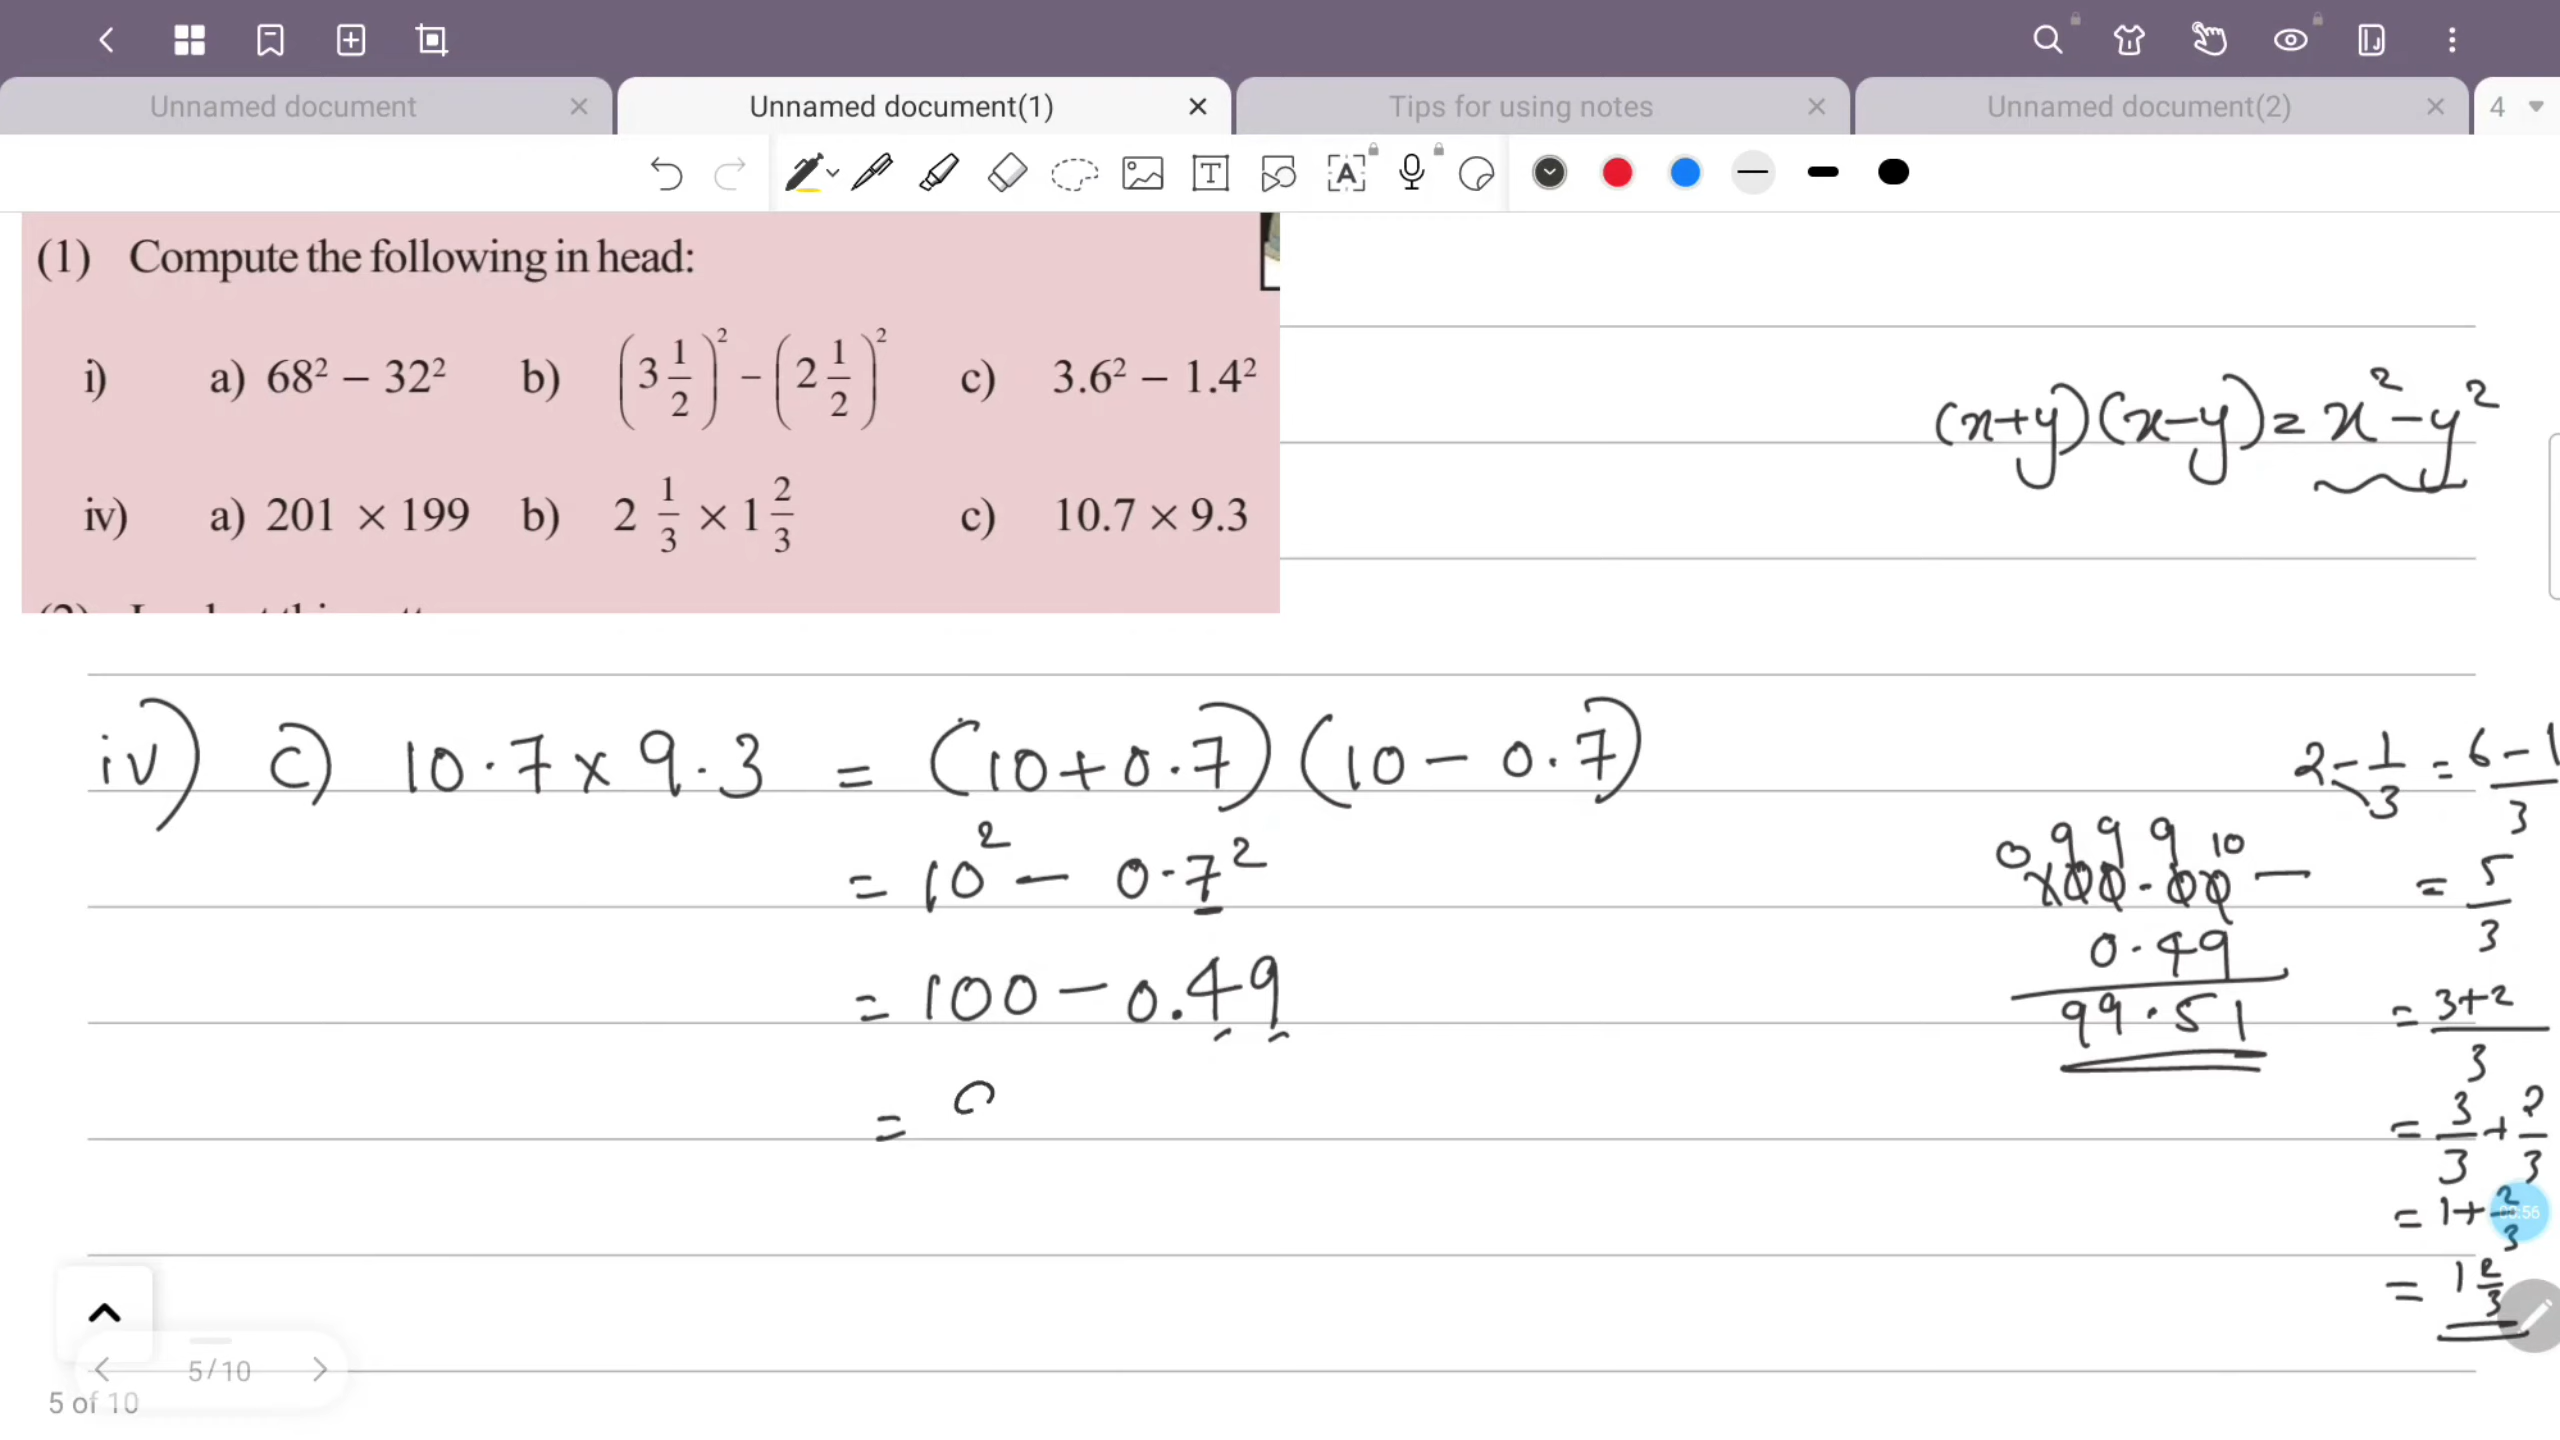 Unnamed document
Unnamed document(1)
Tips for using notes
Unnamed document(2)
4
(1) Compute the following in head:
i) a) 68² – 32² b) (3 1/2)² – (2 1/2)² c) 3.6² – 1.4²
iv) a) 201 × 199 b) 2 1/3 × 1 2/3 c) 10.7 × 9.3
(x+y)(x-y) = x²-y²
iv) c) 10.7 x 9.3 = (10+0.7)(10-0.7)
= 10² - 0.7²
= 100 - 0.49
=
0 9 9 9 10
100.00 -
0.49
99.51
2 - 1/3 = 6-1/3
= 5/3
= 3+2/3
= 3/3 + 2/3
= 1 + 2/3
= 1 2/3
5/10
5 of 10